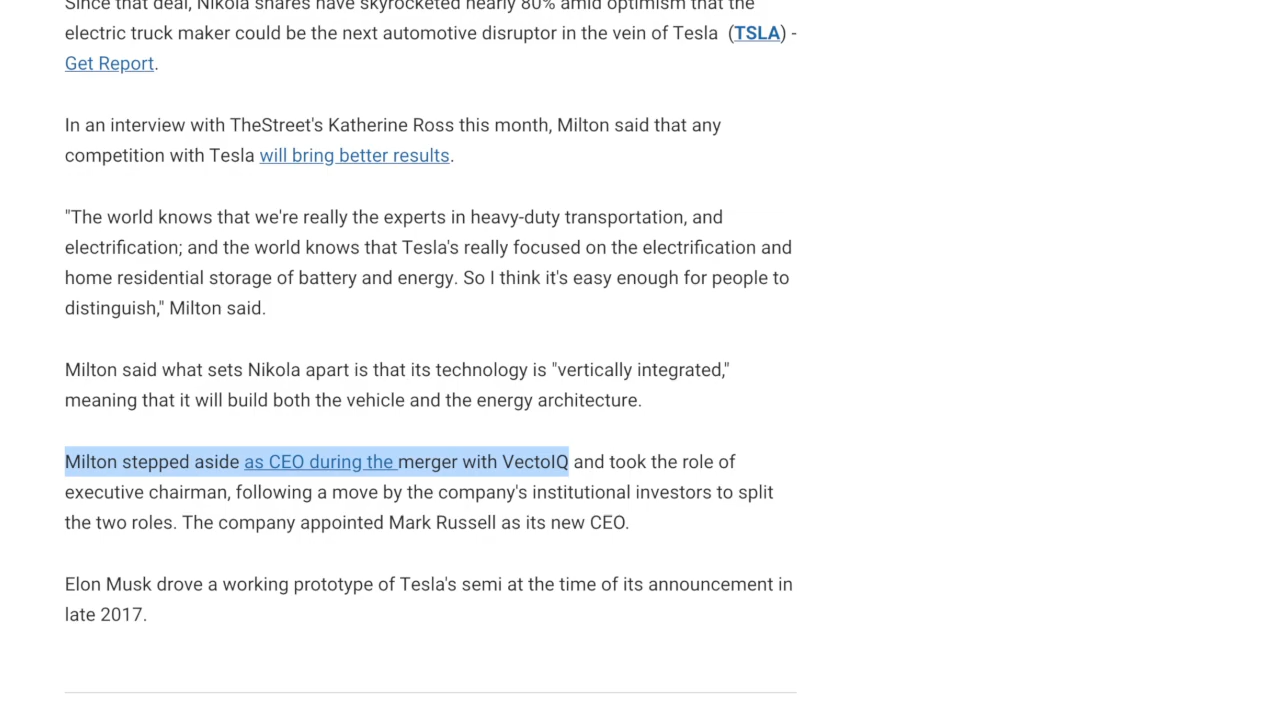 Since that deal, Nikola shares have skyrocketed nearly 80% amid optimism that the
electric truck maker could be the next automotive disruptor in the vein of Tesla (TSLA) -
Get Report.
In an interview with TheStreet's Katherine Ross this month, Milton said that any
competition with Tesla will bring better results.
"The world knows that we're really the experts in heavy-duty transportation, and
electrification; and the world knows that Tesla's really focused on the electrification and
home residential storage of battery and energy. So I think it's easy enough for people to
distinguish," Milton said.
Milton said what sets Nikola apart is that its technology is "vertically integrated,"
meaning that it will build both the vehicle and the energy architecture.
Milton stepped aside as CEO during the merger with VectoIQ and took the role of
executive chairman, following a move by the company's institutional investors to split
the two roles. The company appointed Mark Russell as its new CEO.
Elon Musk drove a working prototype of Tesla's semi at the time of its announcement in
late 2017.